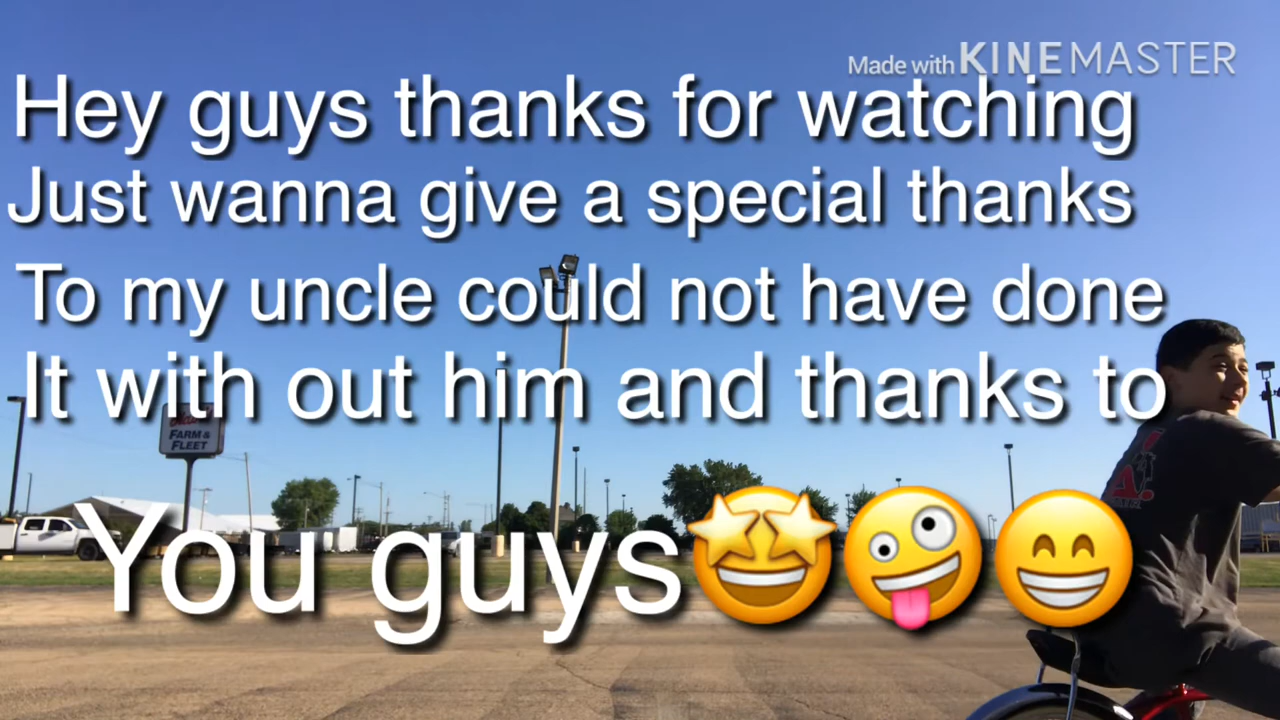 Made with KINEMASTER
Hey guys thanks for watching
Just wanna give a special thanks
To my uncle could not have done
It with out him and thanks to
FARM &
FLEET
You guys🤩🤪😁
A.